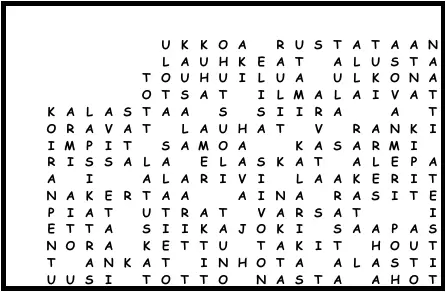 UKKOA RUSTATAAN
LAUHKEAT ALUSTA
TOUHUILUA ULKONA
OTSAT ILMALAIVAT
KALASTAA S SIIRA A T
ORAVAT LAUHAT V RANKI
IMPIT SAMOA KASARMI
RISSALA ELASKAT ALEPA
A I ALARIVI LAAKERIT
NAKERTAA AINA RASITE
PIAT UTRAT VARSAT I
ETTA SIIKAJOKI SAAPAS
NORA KETTU TAKIT HOUT
T ANKAT INHOTA ALASTI
UUSI TOTTO NASTA AHOT